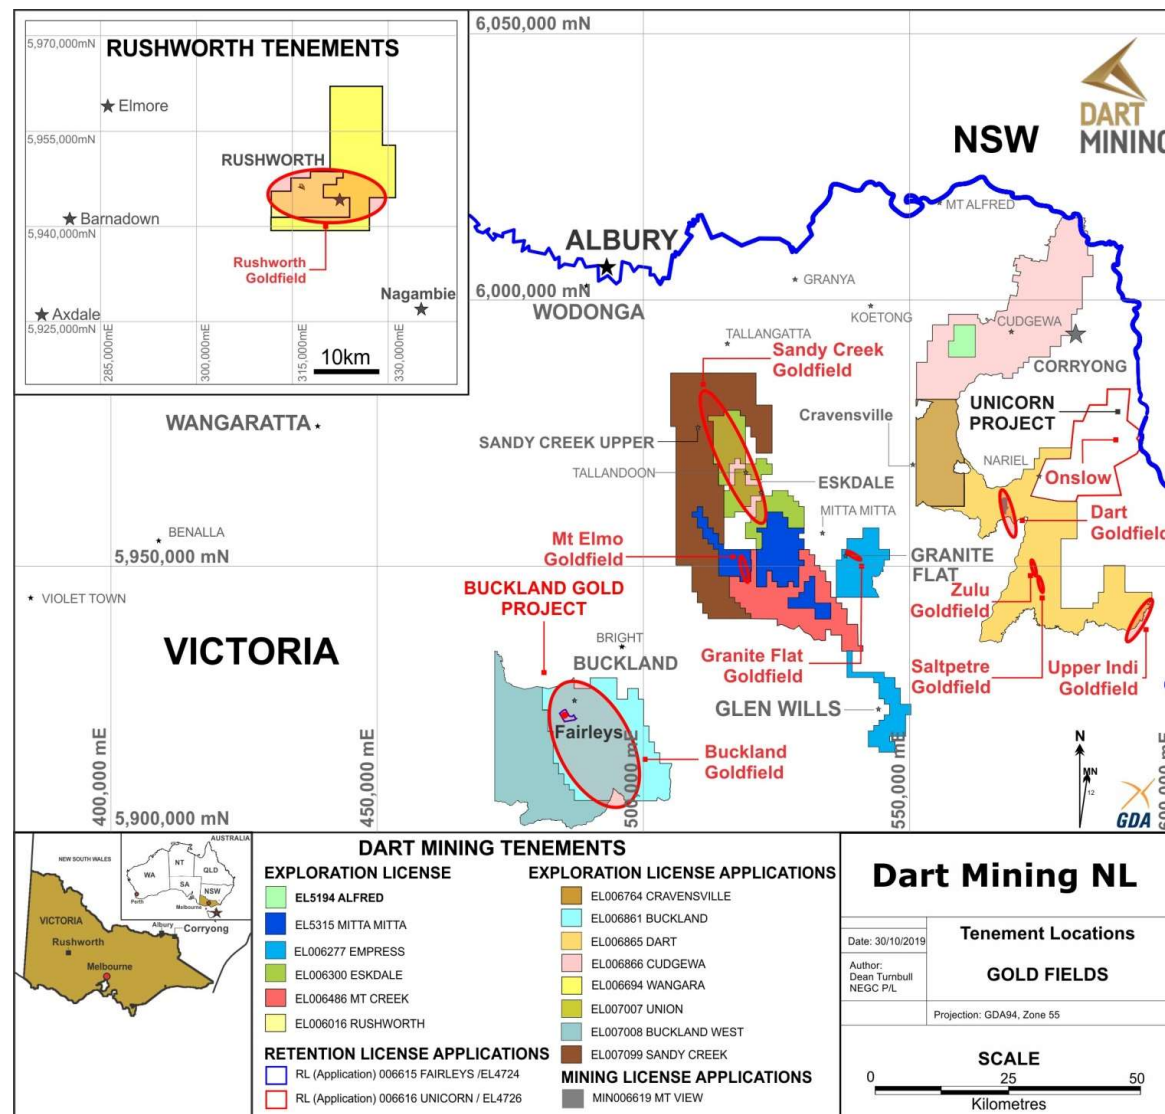 RUSHWORTH TENEMENTS
5,970,000mN
Elmore
5,955,000mN
RUSHWORTH
Barnadown
5,940,000mN
Rushworth
Goldfield
Nagambie
Axdale
5,925,000mN
285,000mE
300,000mE
315,000mE
330,000mE
10km
6,050,000 mN
DART
MINING
NSW
MT ALFRED
ALBURY
GRANYA
6,000,000 mN
WODONGA
KOETONG
CUDGEWA
TALLANGATTA
Sandy Creek
Goldfield
CORRYONG
UNICORN
PROJECT
WANGARATTA
Cravensville
SANDY CREEK UPPER
NARIEL
TALLANDOON
ESKDALE
Onslow
MITTA MITTA
Dart
Goldfield
BENALLA
Mt Elmo
Goldfield
5,950,000 mN
GRANITE
FLAT
BUCKLAND GOLD
PROJECT
Zulu
Goldfield
VIOLET TOWN
VICTORIA
BRIGHT
BUCKLAND
Granite Flat
Goldfield
Saltpetre
Goldfield
Upper Indi
Goldfield
GLEN WILLS
Fairleys
Buckland
Goldfield
N
MN
12
GDA
400,000 mE
450,000 mE
500,000 mE
550,000 mE
600,000 mE
5,900,000 mN
NEW SOUTH WALES
AUSTRALIA
WA
NT
QLD
SA
NSW
Perth
Melbourne
VICTORIA
Rushworth
Albury
Corryong
Melbourne
DART MINING TENEMENTS
EXPLORATION LICENSE
EL5194 ALFRED
EL5315 MITTA MITTA
EL006277 EMPRESS
EL006300 ESKDALE
EL006486 MT CREEK
EL006016 RUSHWORTH
RETENTION LICENSE APPLICATIONS
RL (Application) 006615 FAIRLEYS /EL4724
RL (Application) 006616 UNICORN / EL4726
EXPLORATION LICENSE APPLICATIONS
EL006764 CRAVENSVILLE
EL006861 BUCKLAND
EL006865 DART
EL006866 CUDGEWA
EL006694 WANGARA
EL007007 UNION
EL007008 BUCKLAND WEST
EL007099 SANDY CREEK
MINING LICENSE APPLICATIONS
MIN006619 MT VIEW
Dart Mining NL
Date: 30/10/2019
Author:
Dean Turnbull
NEGC P/L
Tenement Locations
GOLD FIELDS
Projection: GDA94, Zone 55
SCALE
0 25 50
Kilometres